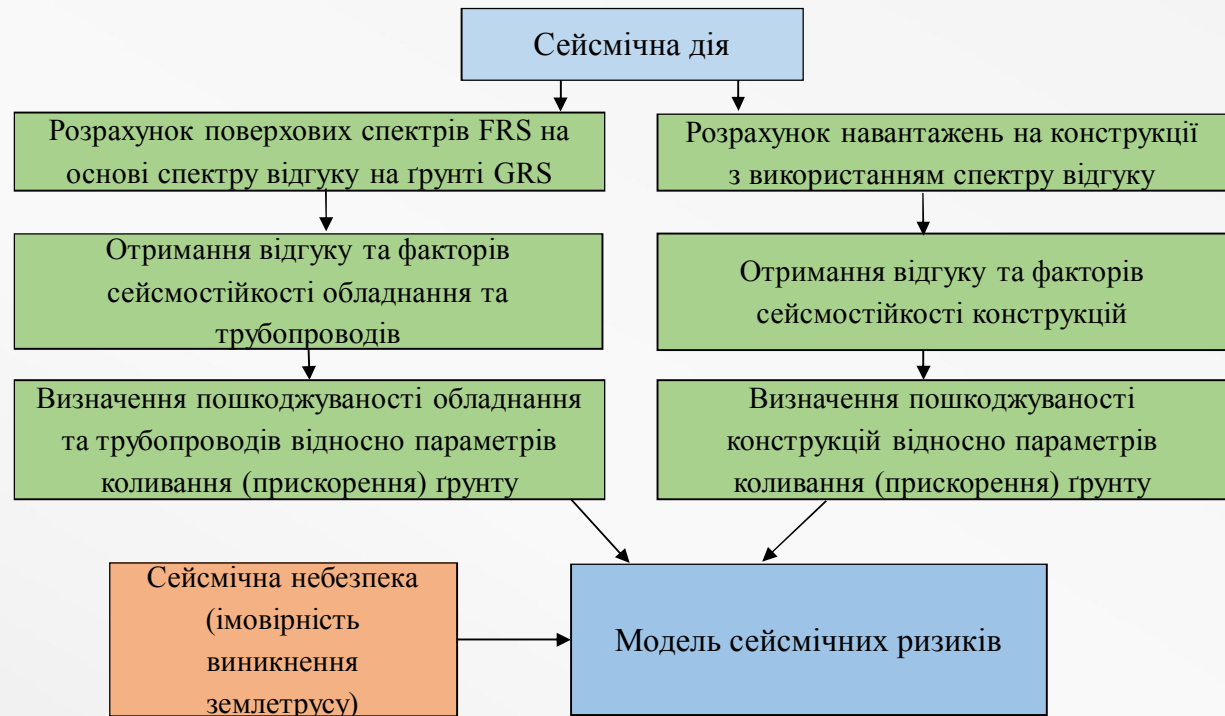 Сейсмічна дія
Розрахунок поверхових спектрів FRS на
основі спектру відгуку на ґрунті GRS
Розрахунок навантажень на конструкції
з використанням спектру відгуку
Отримання відгуку та факторів
сейсмостійкості обладнання та
трубопроводів
Отримання відгуку та факторів
сейсмостійкості конструкцій
Визначення пошкоджуваності обладнання
та трубопроводів відносно параметрів
коливання (прискорення) ґрунту
Визначення пошкоджуваності
конструкцій відносно параметрів
коливання (прискорення) ґрунту
Сейсмічна небезпека
(імовірність
виникнення
землетрусу)
Модель сейсмічних ризиків